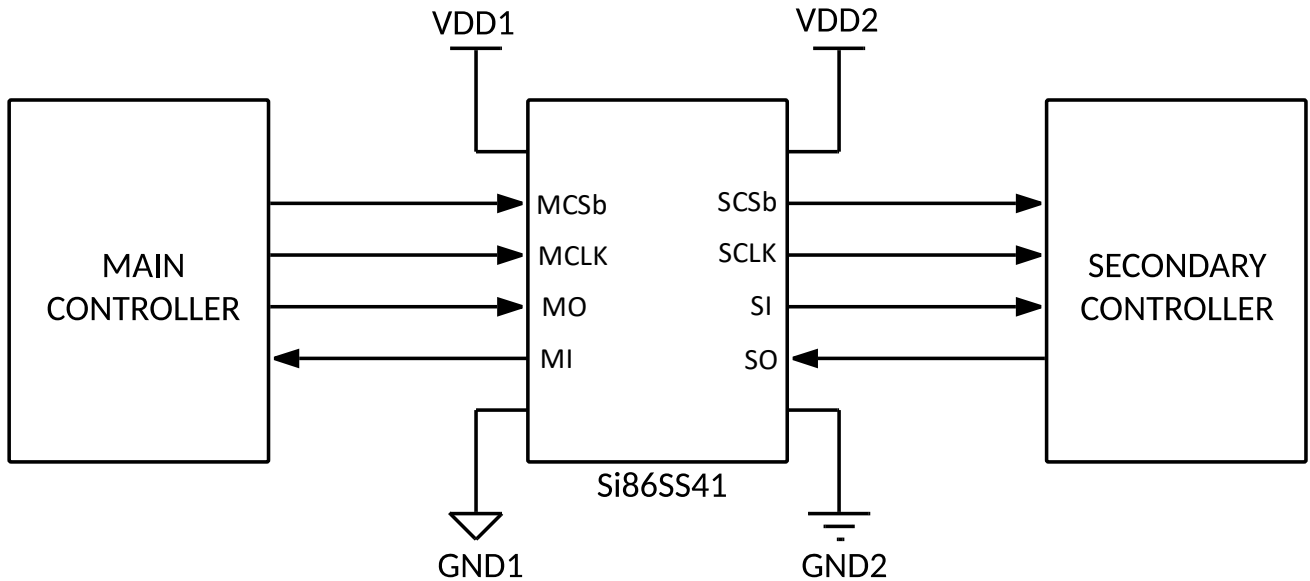 VDD1
VDD2
MAIN
CONTROLLER
MCSb
MCLK
MO
MI
SCSb
SCLK
SI
SO
SECONDARY
CONTROLLER
Si86SS41
GND1
GND2